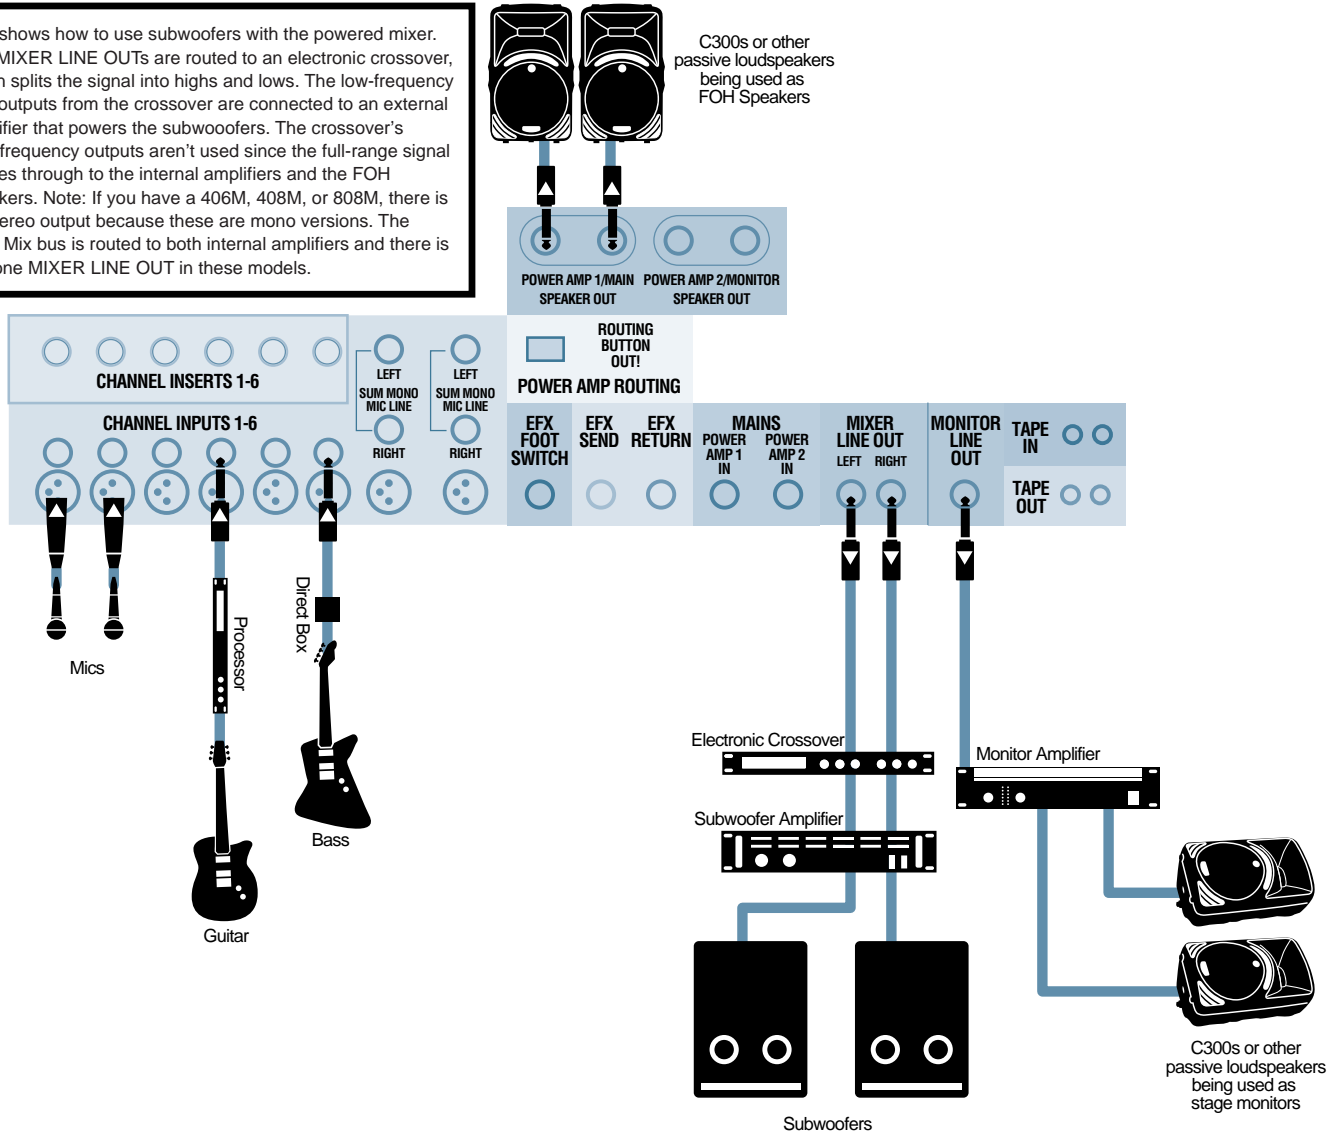 shows how to use subwoofers with the powered mixer.
MIXER LINE OUTs are routed to an electronic crossover,
splits the signal into highs and lows. The low-frequency
outputs from the crossover are connected to an external
that powers the subwooofers. The crossover's
frequency outputs aren't used since the full-range signal
through to the internal amplifiers and the FOH
Note: If you have a 406M, 408M, or 808M, there is
output because these are mono versions. The
Mix bus is routed to both internal amplifiers and there is
one MIXER LINE OUT in these models.
C300s or other
passive loudspeakers
being used as
FOH Speakers
POWER AMP 1/MAIN
SPEAKER OUT
POWER AMP 2/MONITOR
SPEAKER OUT
ROUTING
BUTTON
OUT!
POWER AMP ROUTING
CHANNEL INSERTS 1-6
CHANNEL INPUTS 1-6
LEFT
SUM MONO
MIC LINE
RIGHT
LEFT
SUM MONO
MIC LINE
RIGHT
EFX
FOOT
SWITCH
EFX
SEND
EFX
RETURN
MAINS
POWER
AMP 1
IN
POWER
AMP 2
IN
MIXER
LINE OUT
LEFT RIGHT
MONITOR
LINE
OUT
TAPE
IN
TAPE
OUT
Mics
Processor
Direct Box
Guitar
Bass
Electronic Crossover
Subwoofer Amplifier
Monitor Amplifier
Subwoofers
C300s or other
passive loudspeakers
being used as
stage monitors